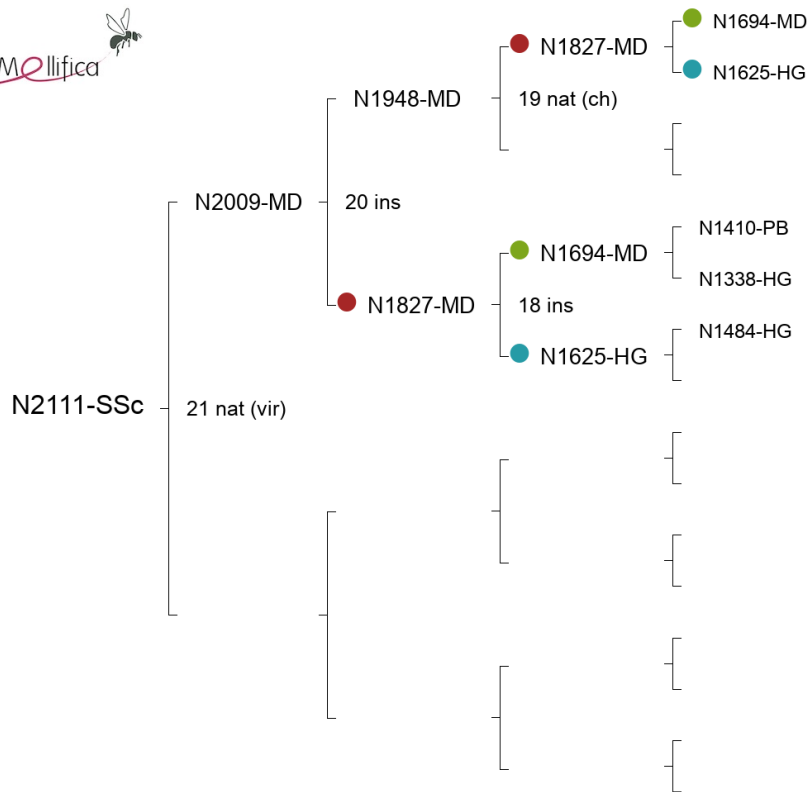 Mellifica
N1694-MD
N1827-MD
N1625-HG
N1948-MD
19 nat (ch)
N2009-MD
20 ins
N1410-PB
N1694-MD
N1338-HG
N1827-MD
18 ins
N1484-HG
N1625-HG
N2111-SSc
21 nat (vir)